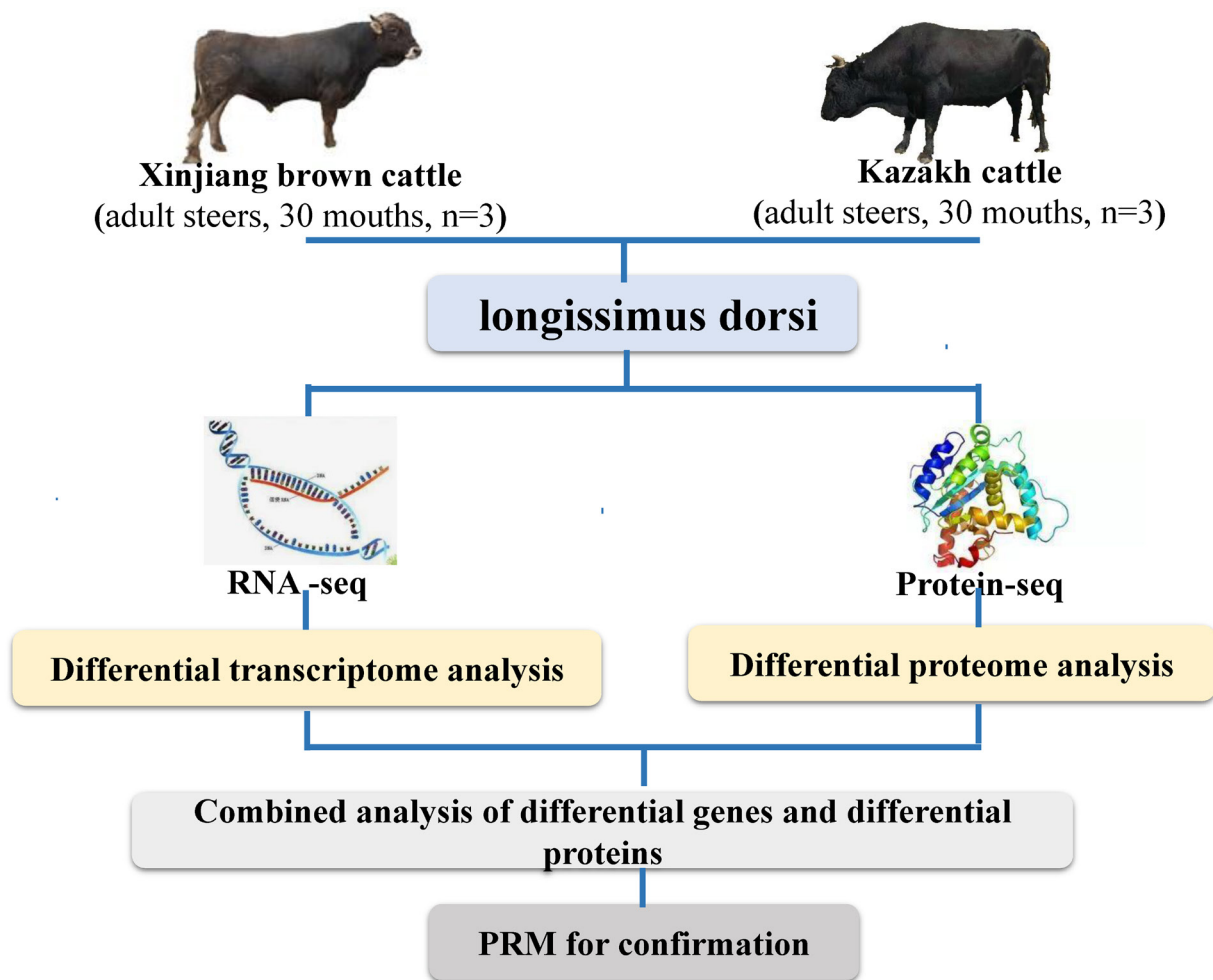 Xinjiang brown cattle
(adult steers, 30 mouths, n=3)
Kazakh cattle
(adult steers, 30 mouths, n=3)
longissimus dorsi
RNA -seq
Protein-seq
Differential transcriptome analysis
Differential proteome analysis
Combined analysis of differential genes and differential
proteins
PRM for confirmation